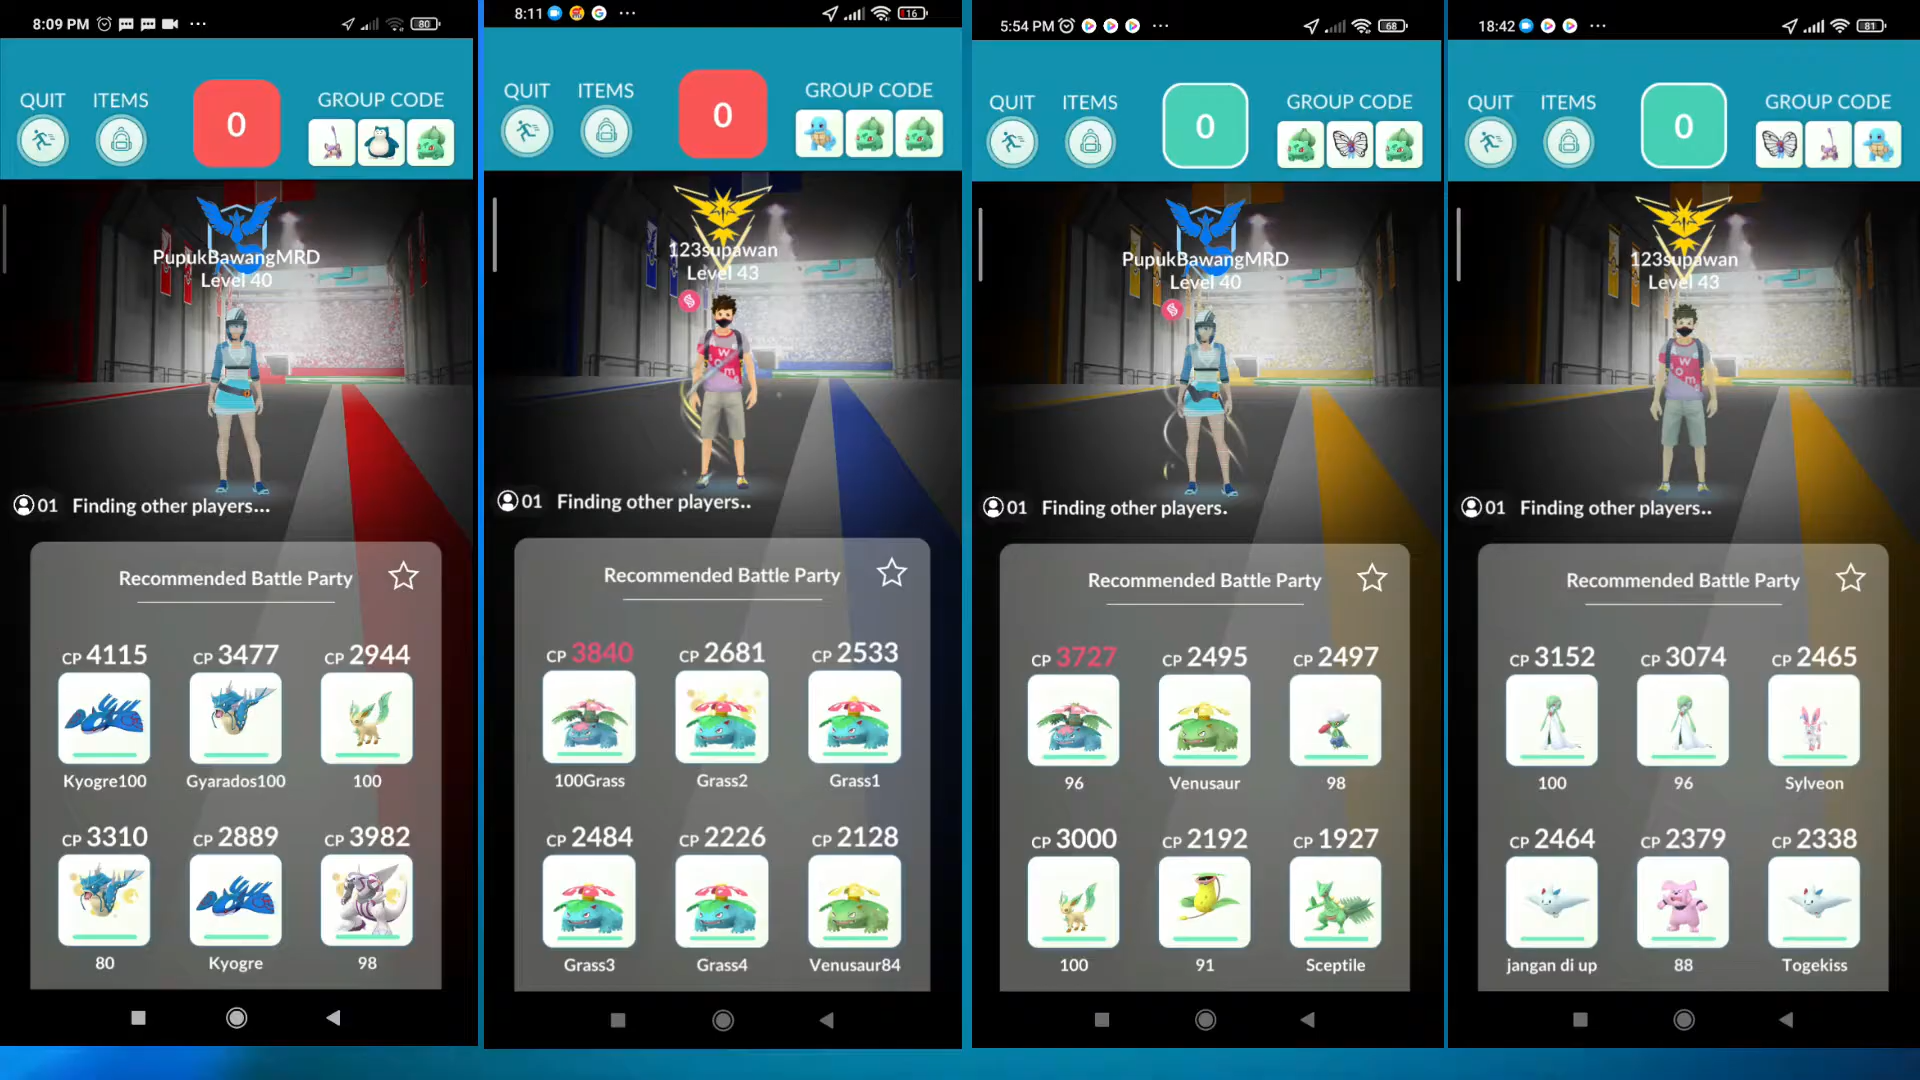 8:09 PM
80
QUIT ITEMS
0
GROUP CODE
PupukBawangMRD
Level 40
01 Finding other players...
Recommended Battle Party
CP 4115 CP 3477 CP 2944
Kyogre100 Gyarados100 100
CP 3310 CP 2889 CP 3982
80 Kyogre 98
8:11
16
QUIT ITEMS
0
GROUP CODE
123supawan
Level 43
wom
01 Finding other players..
Recommended Battle Party
CP 3840 CP 2681 CP 2533
100Grass Grass2 Grass1
CP 2484 CP 2226 CP 2128
Grass3 Grass4 Venusaur84
5:54 PM
68
QUIT ITEMS
0
GROUP CODE
PupukBawangMRD
Level 40
01 Finding other players.
Recommended Battle Party
CP 3727 CP 2495 CP 2497
96 Venusaur 98
CP 3000 CP 2192 CP 1927
100 91 Sceptile
18:42
81
QUIT ITEMS
0
GROUP CODE
123supawan
Level 43
wom
01 Finding other players..
Recommended Battle Party
CP 3152 CP 3074 CP 2465
100 96 Sylveon
CP 2464 CP 2379 CP 2338
jangan di up 88 Togekiss